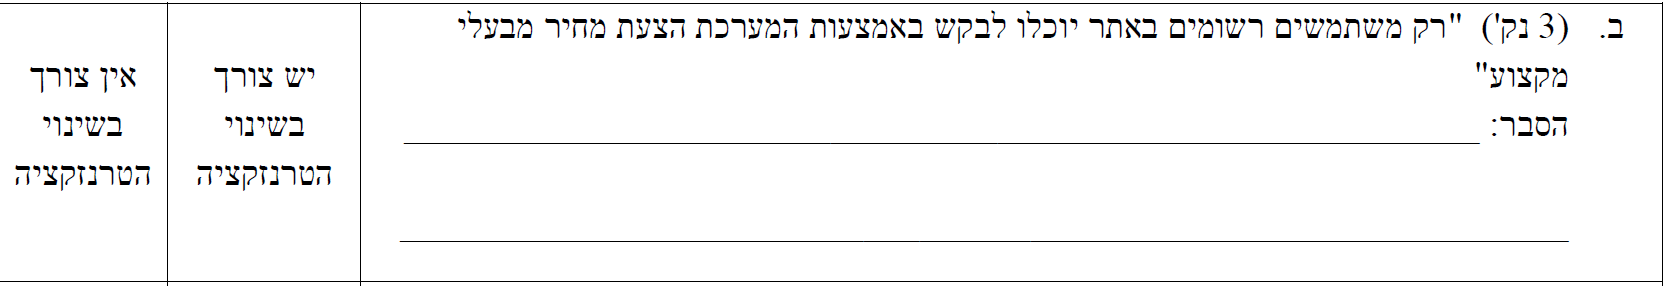 ב. (3 נק') "רק משתמשים רשומים באתר יוכלו לבקש באמצעות המערכת הצעת מחיר מבעלי
מקצוע"
הסבר:
יש צורך
בשינוי
הטרנזקציה
אין צורך
בשינוי
הטרנזקציה